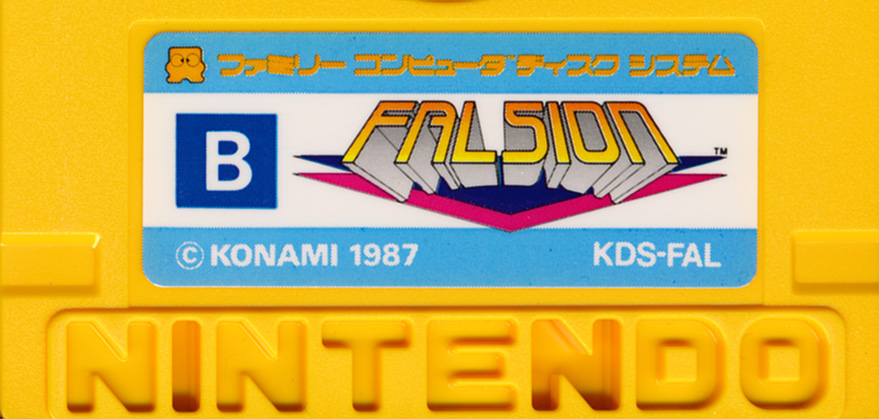 ファミリー コンピュータ ディスク システム
B
FALSION
TM
© KONAMI 1987
KDS-FAL
NINTENDO